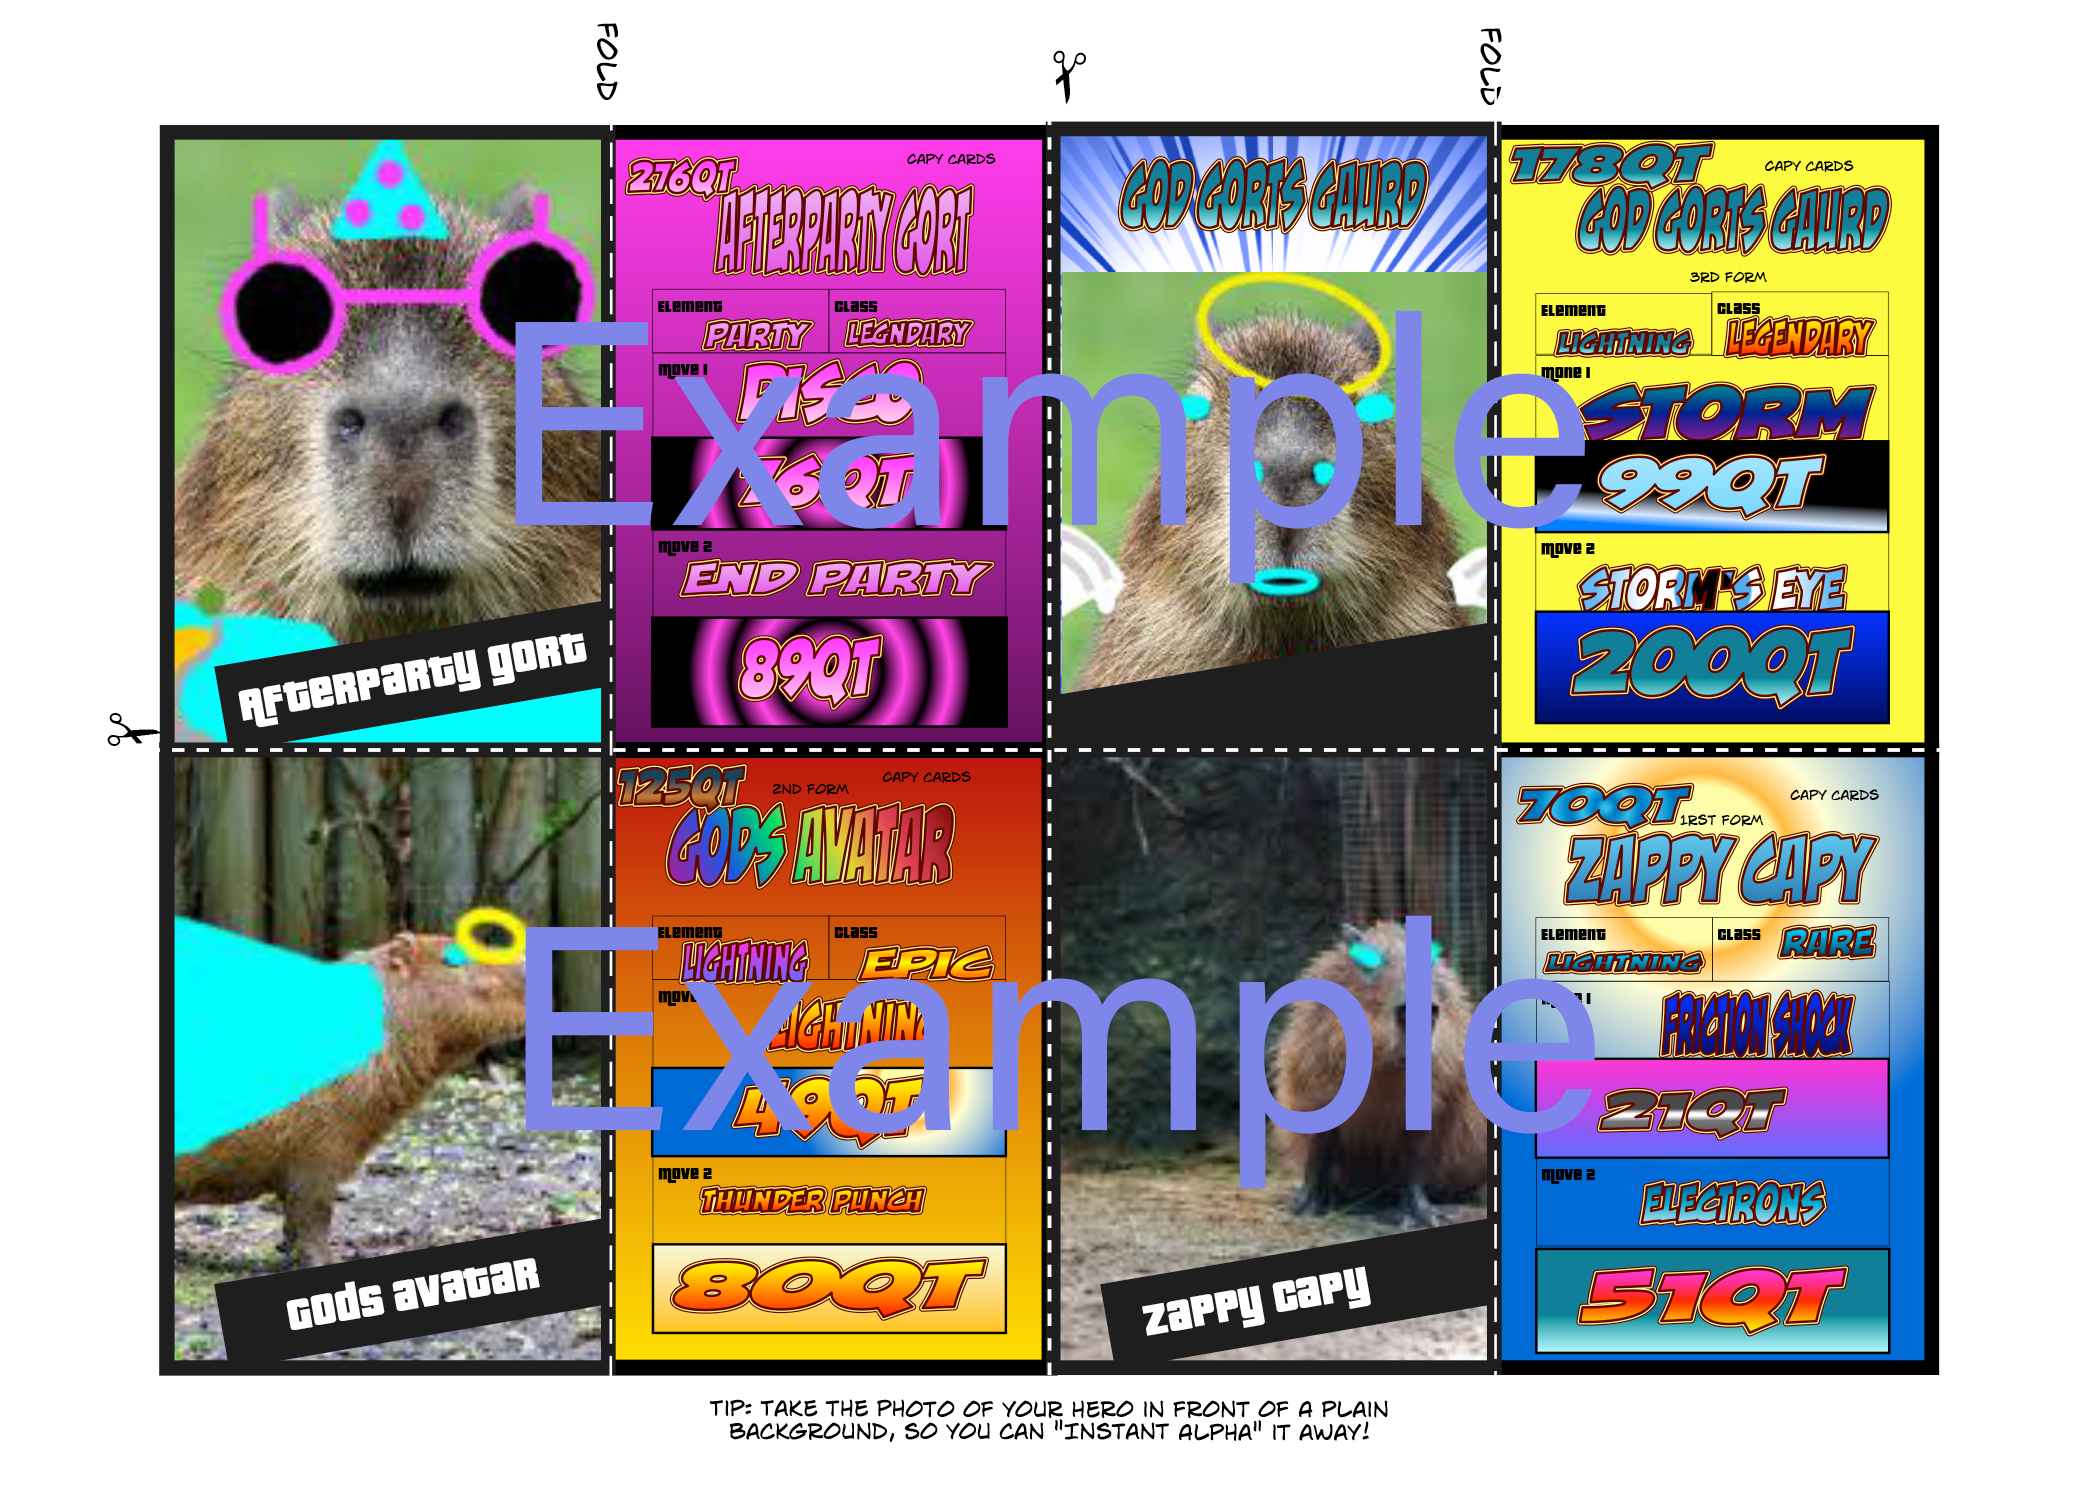 FOLD
FOLD
276QT
CAPY CARDS
AFTERPARTY GORT
Element
PARTY
Class
LEGNDARY
Move 1
DISCO
76QT
Move 2
END PARTY
89QT
Afterparty gort
GOD GORTS GAURD
178QT
CAPY CARDS
GOD GORTS GAURD
3RD FORM
Element
LIGHTNING
Class
LEGENDARY
Mone 1
STORM
99QT
Move 2
STORM'S EYE
2000QT
Example
Gods avatar
125QT
2ND FORM
CAPY CARDS
GODS AVATAR
Element
LIGHTNING
Class
EPIC
Move
LIGHTNING
49QT
Move 2
THUNDER PUNCH
80QT
Zappy capy
70QT
1RST FORM
CAPY CARDS
ZAPPY CAPY
Element
LIGHTNING
Class
RARE
1
FRICTION SHOCK
21QT
Move 2
ELECTRONS
51QT
Example
TIP: TAKE THE PHOTO OF YOUR HERO IN FRONT OF A PLAIN
BACKGROUND, SO YOU CAN "INSTANT ALPHA" IT AWAY!